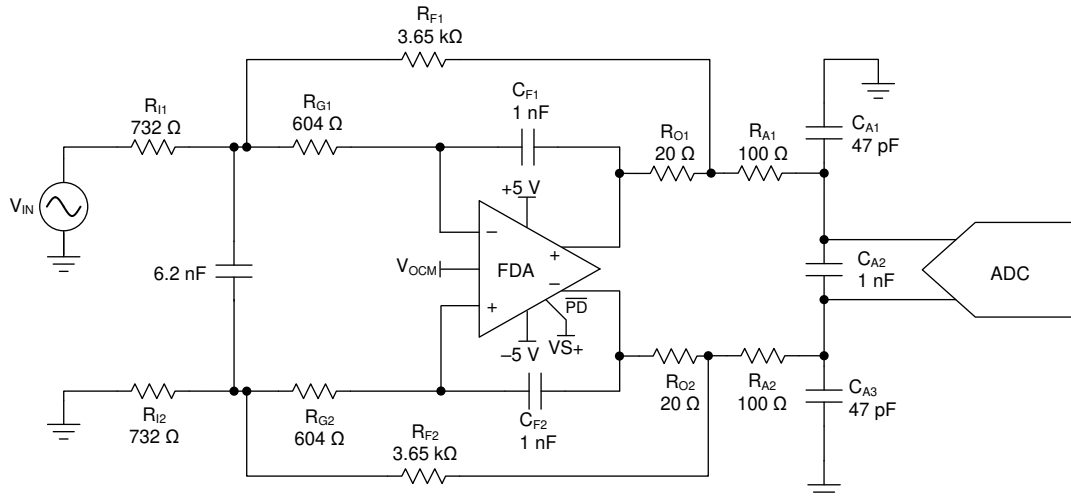 RF1
3.65 kΩ
CF1
1 nF
RI1
732 Ω
RG1
604 Ω
RO1
20 Ω
RA1
100 Ω
CA1
47 pF
VIN
+5 V
−
+
VOCM
FDA
6.2 nF
CA2
1 nF
ADC
+
−
PD
−5 V
VS+
RI2
732 Ω
RG2
604 Ω
CF2
1 nF
RO2
20 Ω
RA2
100 Ω
CA3
47 pF
RF2
3.65 kΩ